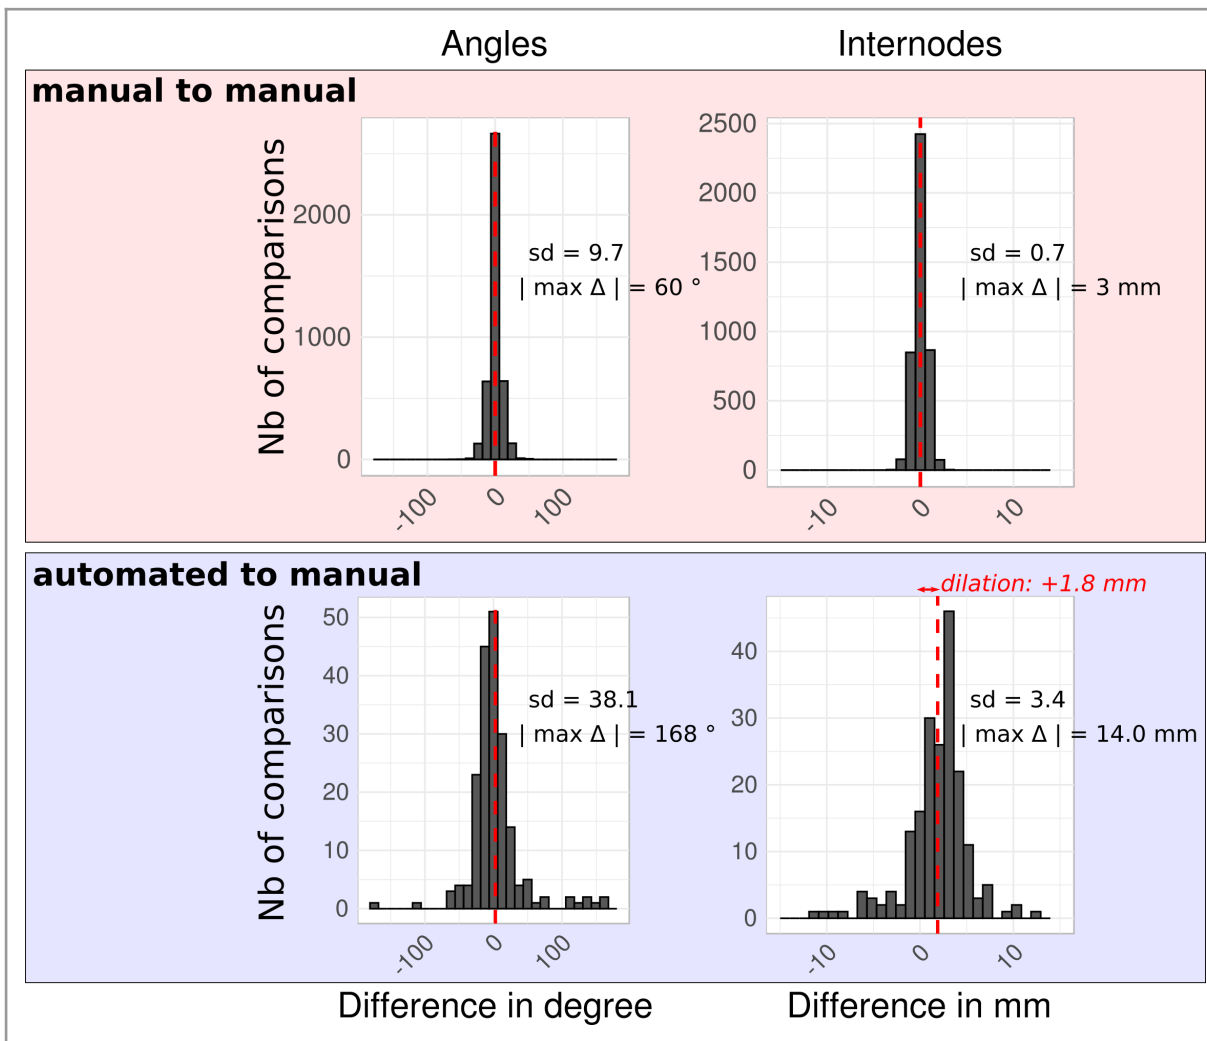 Angles Internodes
manual to manual
Nb of comparisons
2000
1000
0
sd = 9.7
| max Δ | = 60 °
-100 0 100
2500
2000
1500
1000
500
0
sd = 0.7
| max Δ | = 3 mm
-10 0 10
automated to manual
Nb of comparisons
50
40
30
20
10
0
sd = 38.1
| max Δ | = 168 °
-100 0 100
dilation: +1.8 mm
40
30
20
10
0
sd = 3.4
| max Δ | = 14.0 mm
-10 0 10
Difference in degree Difference in mm